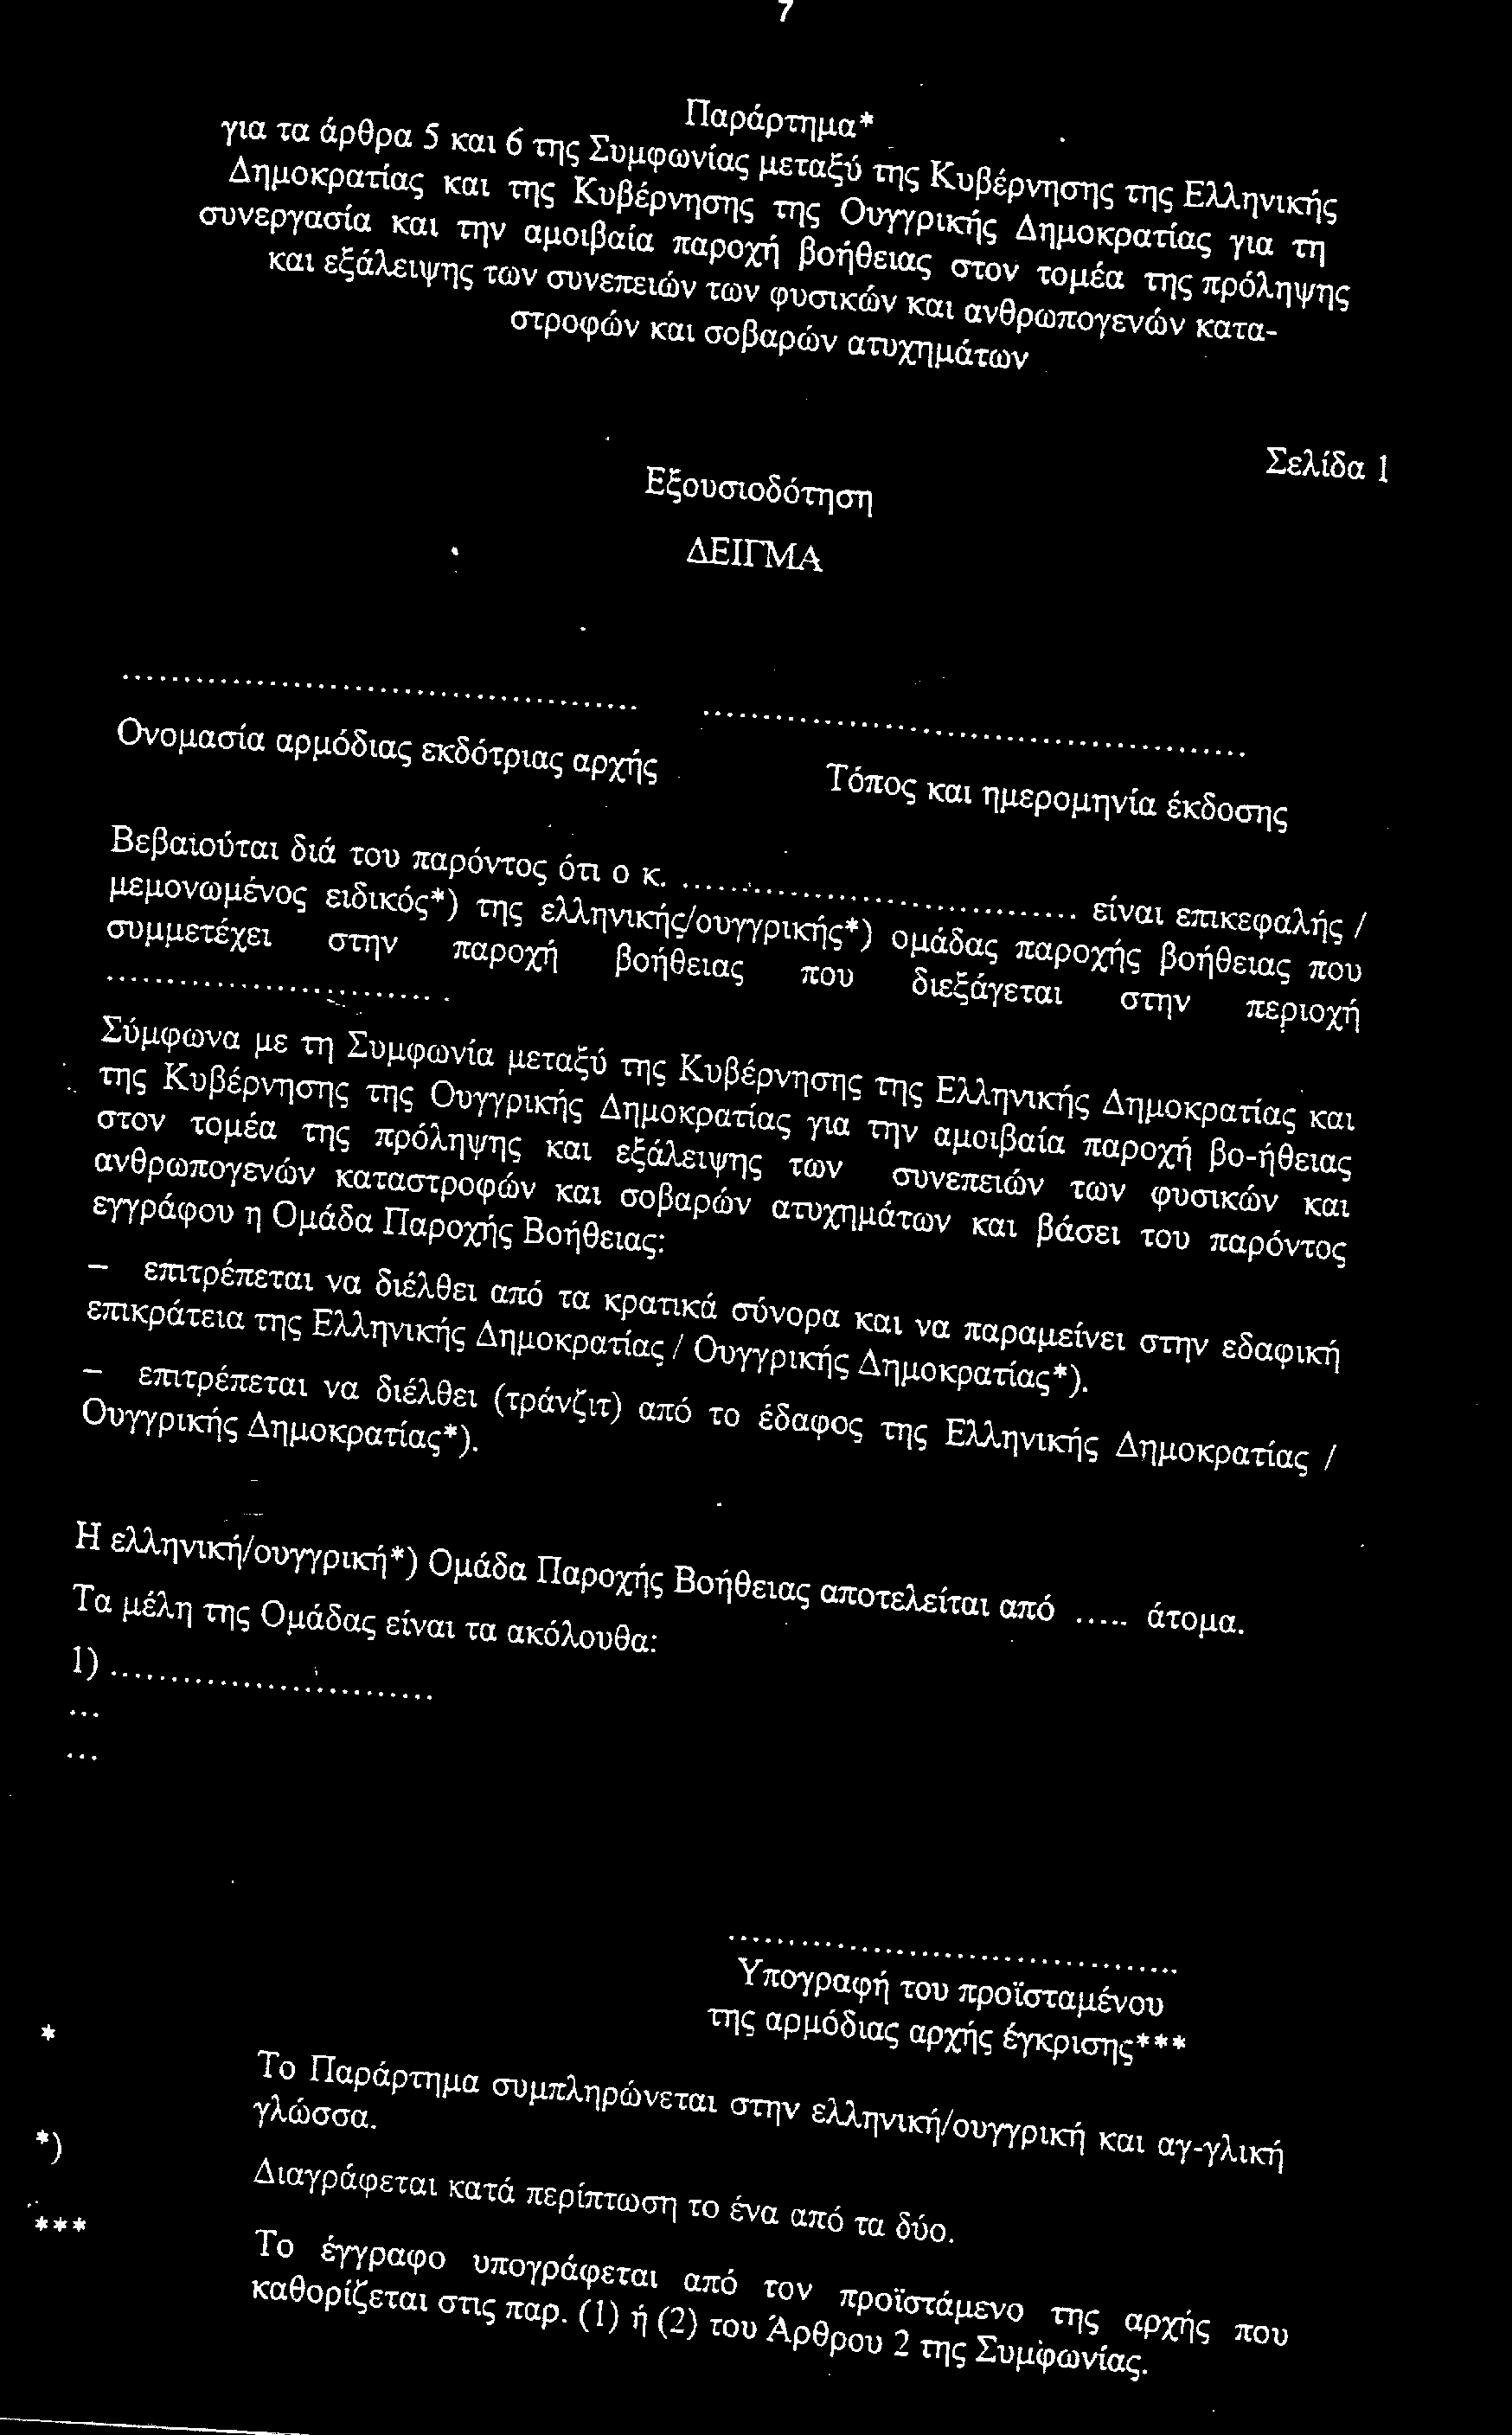 7
Παράρτημα*
για τα άρθρα 5 και 6 της Συμφωνίας μεταξύ της Κυβέρνησης της Ελληνικής
Δημοκρατίας και της Κυβέρνησης της Ουγγρικής Δημοκρατίας για τη
συνεργασία και την αμοιβαία παροχή βοήθειας στον τομέα της πρόληψης
και εξάλειψης των συνεπειών των φυσικών και ανθρωπογενών κατα-
στροφών και σοβαρών ατυχημάτων
Σελίδα 1
Εξουσιοδότηση
ΔΕΙΓΜΑ
.......................................... ............................................
Ονομασία αρμόδιας εκδότριας αρχής Τόπος και ημερομηνία έκδοσης
Βεβαιούται διά του παρόντος ότι ο κ. ................................. είναι επικεφαλής /
μεμονωμένος ειδικός*) της ελληνικής/ουγγρικής*) ομάδας παροχής βοήθειας που
συμμετέχει στην παροχή βοήθειας που διεξάγεται στην περιοχή
............................
Σύμφωνα με τη Συμφωνία μεταξύ της Κυβέρνησης της Ελληνικής Δημοκρατίας και
της Κυβέρνησης της Ουγγρικής Δημοκρατίας για την αμοιβαία παροχή βο-ήθειας
στον τομέα της πρόληψης και εξάλειψης των συνεπειών των φυσικών και
ανθρωπογενών καταστροφών και σοβαρών ατυχημάτων και βάσει του παρόντος
εγγράφου η Ομάδα Παροχής Βοήθειας:
– επιτρέπεται να διέλθει από τα κρατικά σύνορα και να παραμείνει στην εδαφική
επικράτεια της Ελληνικής Δημοκρατίας / Ουγγρικής Δημοκρατίας*).
– επιτρέπεται να διέλθει (τράνζιτ) από το έδαφος της Ελληνικής Δημοκρατίας /
Ουγγρικής Δημοκρατίας*).
Η ελληνική/ουγγρική*) Ομάδα Παροχής Βοήθειας αποτελείται από ..... άτομα.
Τα μέλη της Ομάδας είναι τα ακόλουθα:
1) ...........................
...
...
.....................................
Υπογραφή του προϊσταμένου
της αρμόδιας αρχής έγκρισης***
* Το Παράρτημα συμπληρώνεται στην ελληνική/ουγγρική και αγ-γλική
γλώσσα.
*) Διαγράφεται κατά περίπτωση το ένα από τα δύο.
*** Το έγγραφο υπογράφεται από τον προϊστάμενο της αρχής που
καθορίζεται στις παρ. (1) ή (2) του Άρθρου 2 της Συμφωνίας.